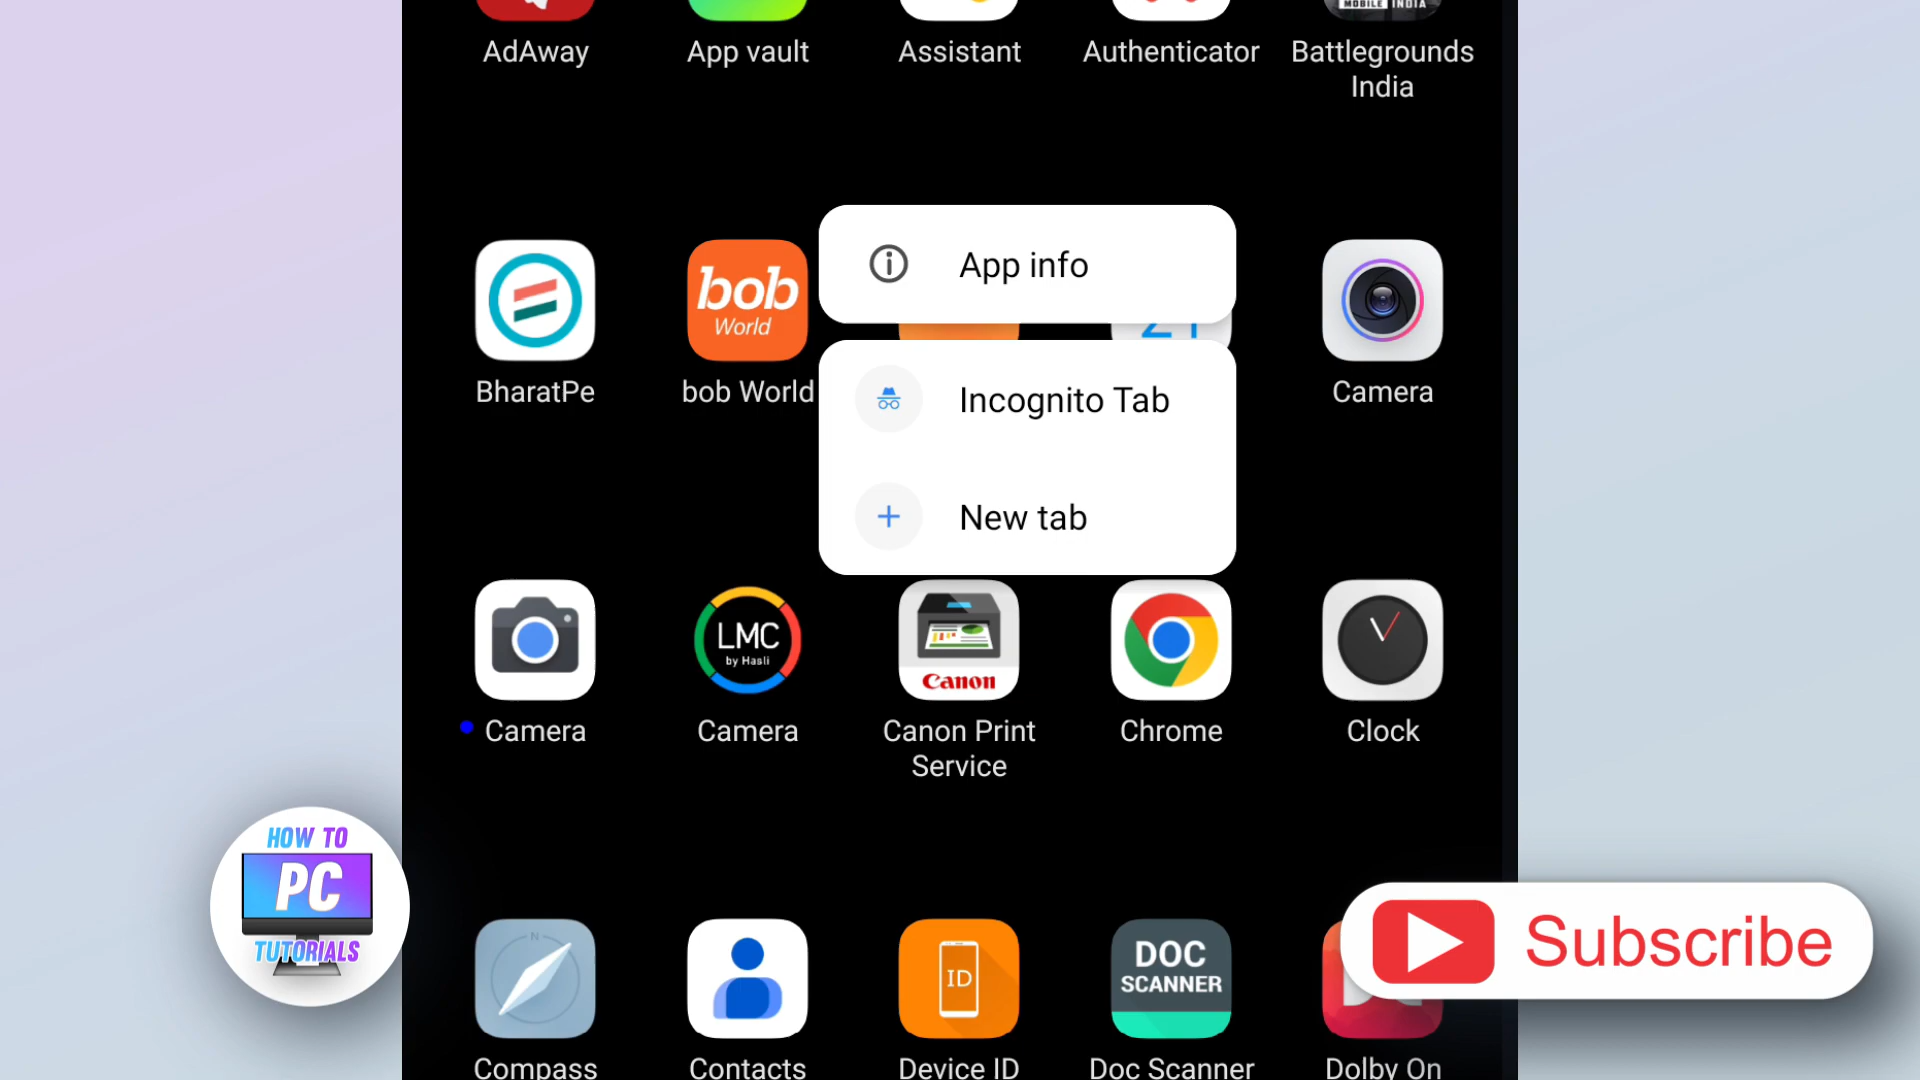 MOBILE INDIA
AdAway
App vault
Assistant
Authenticator
Battlegrounds
India
App info
bob
World
BharatPe
bob World
Incognito Tab
Camera
New tab
LMC
by Hasli
Canon
Camera
Camera
Canon Print
Service
Chrome
Clock
HOW TO
PC
TUTORIALS
N
ID
DOC
SCANNER
Subscribe
Compass
Contacts
Device ID
Doc Scanner
Dolby On